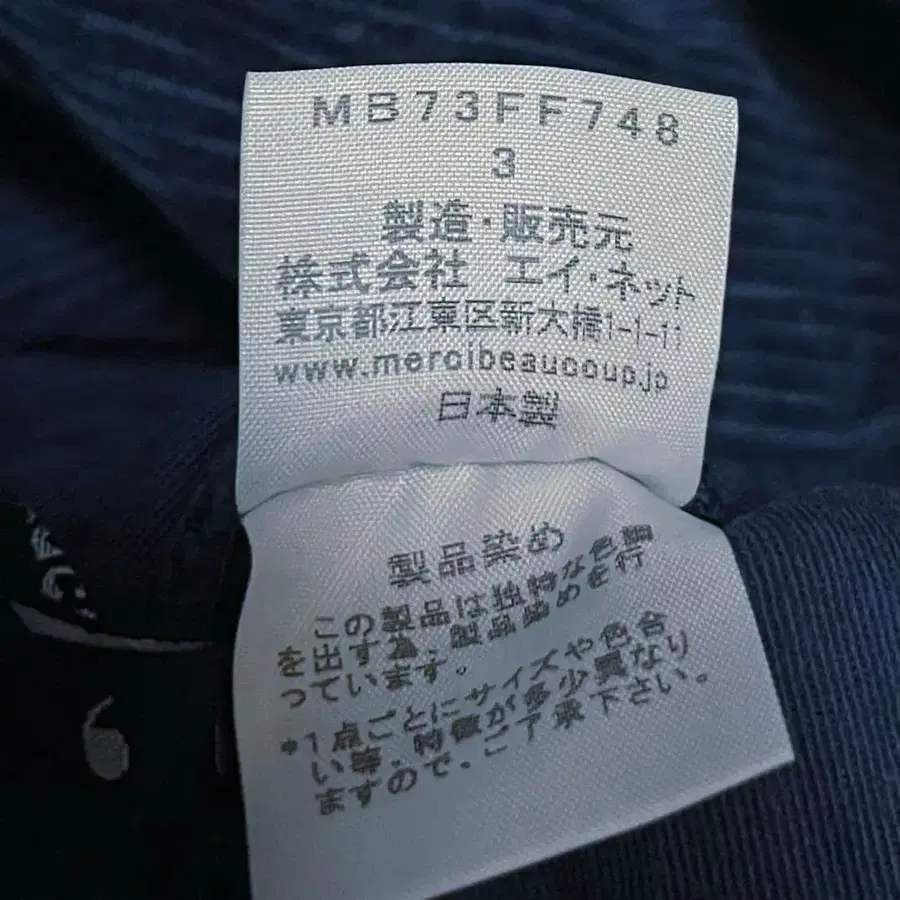 MB73FF748
3
製造・販売元
株式会社 エイ・ネット
東京都江東区新大橋1-1-11
www.mercibeaucoup.jp
日本製
製品染め
この製品は独特な色調
を出す為、製品染めを行
っています。
*1点ごとにサイズや色合
い等、特徴が多少異なり
ますので、ご了承下さい。